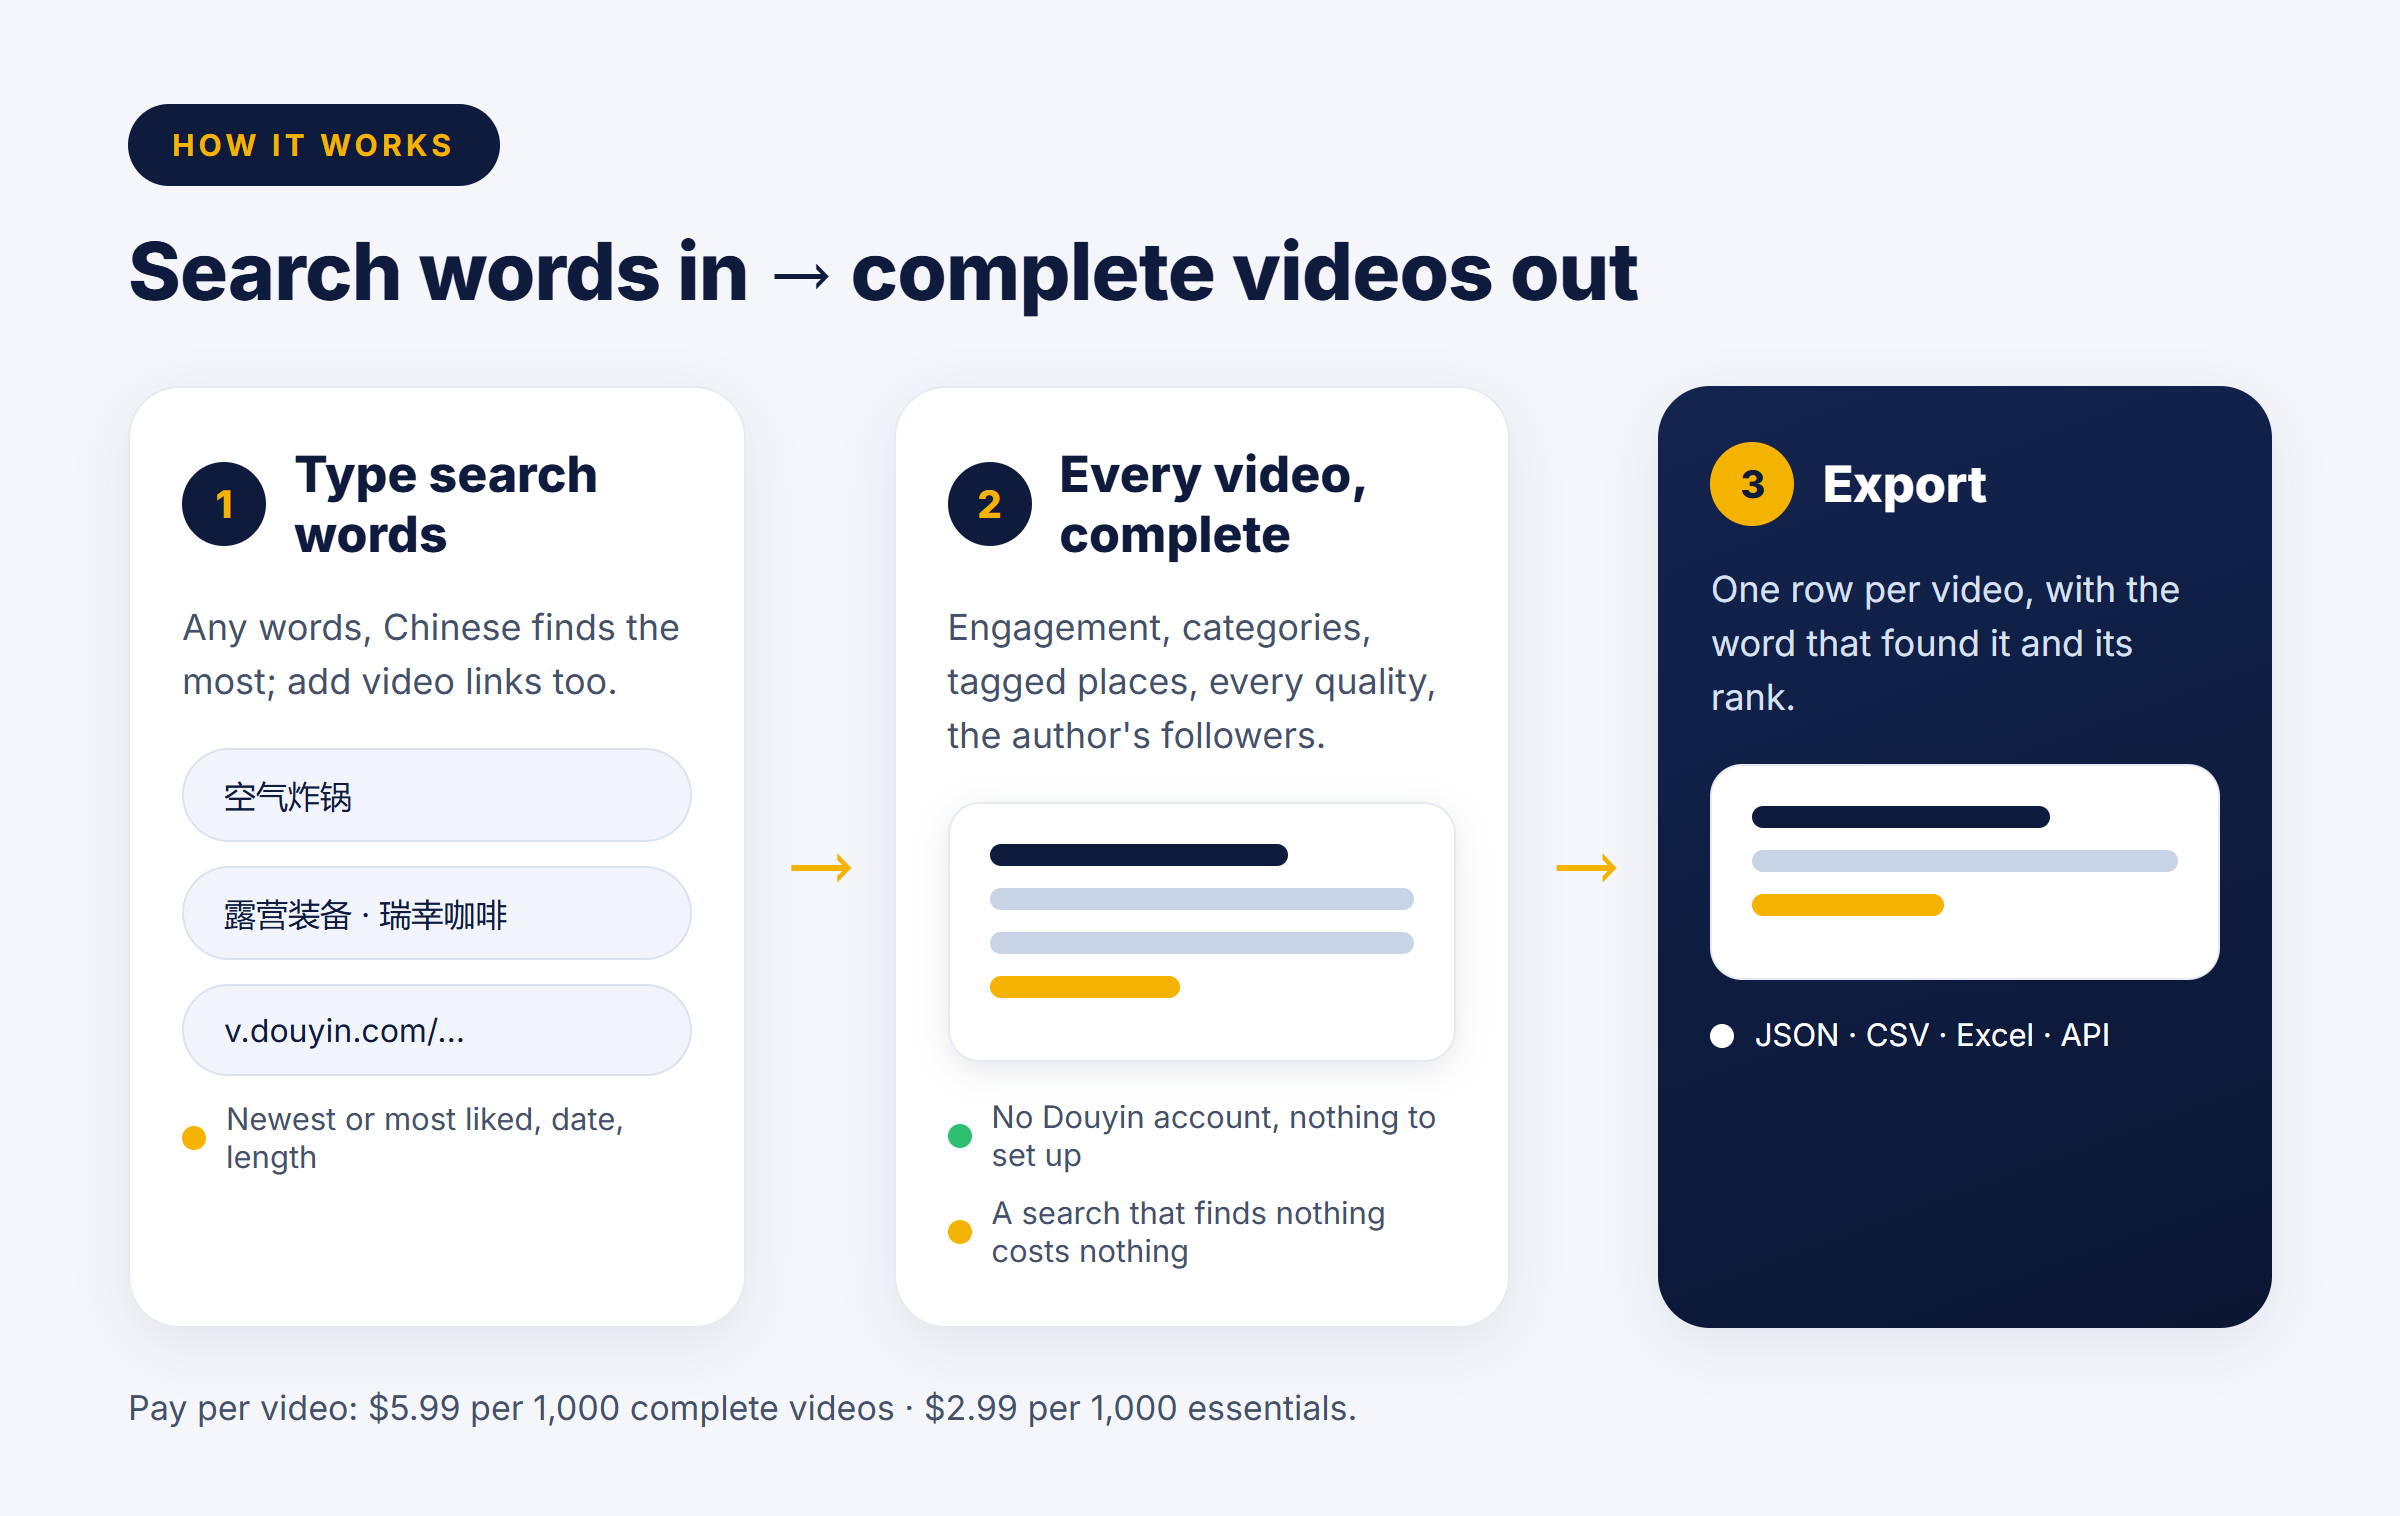 HOW IT WORKS
Search words in → complete videos out
1
Type search
words
Any words, Chinese finds the
most; add video links too.
空气炸锅
露营装备 · 瑞幸咖啡
v.douyin.com/...
Newest or most liked, date,
length
→
2
Every video,
complete
Engagement, categories,
tagged places, every quality,
the author's followers.
No Douyin account, nothing to
set up
A search that finds nothing
costs nothing
→
3
Export
One row per video, with the
word that found it and its
rank.
JSON · CSV · Excel · API
Pay per video: $5.99 per 1,000 complete videos · $2.99 per 1,000 essentials.